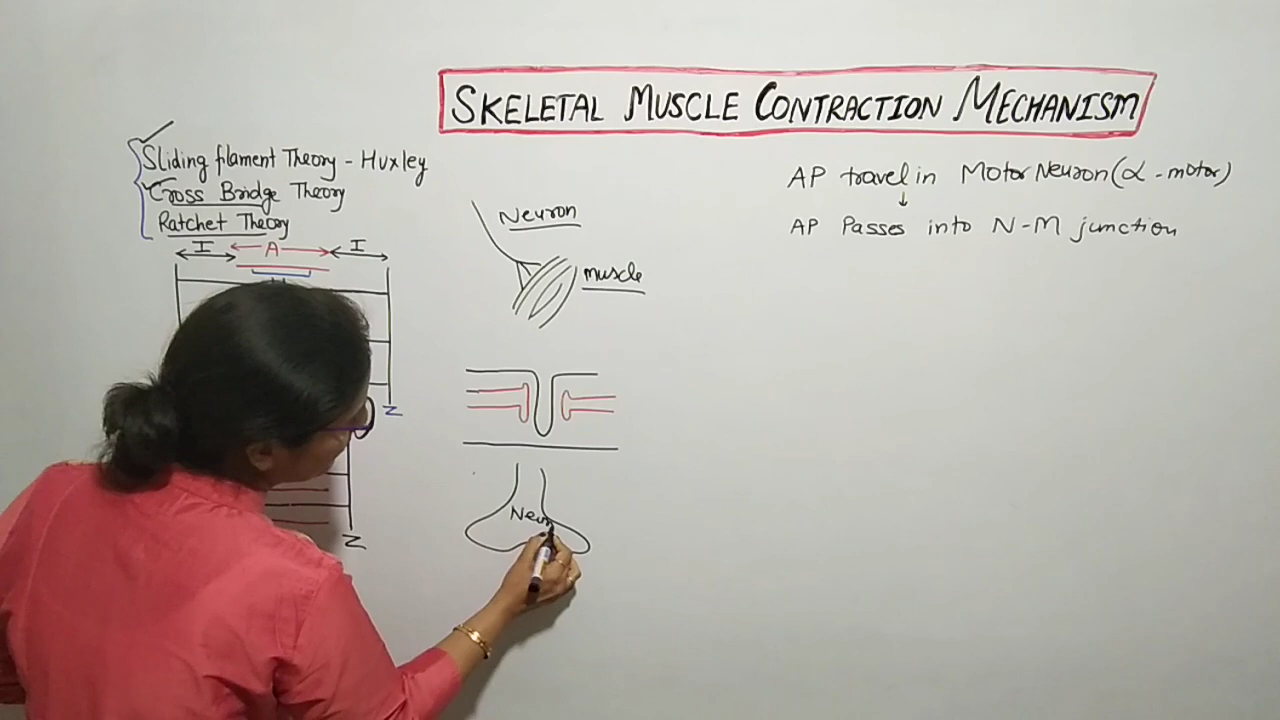 SKELETAL MUSCLE CONTRACTION MECHANISM
Sliding filament Theory - Huxley
Cross Bridge Theory
Ratchet Theory
I A I
Z
Z
Neuron
muscle
Neur
AP travel in Motor Neuron (α - motor)
↓
AP Passes into N-M junction